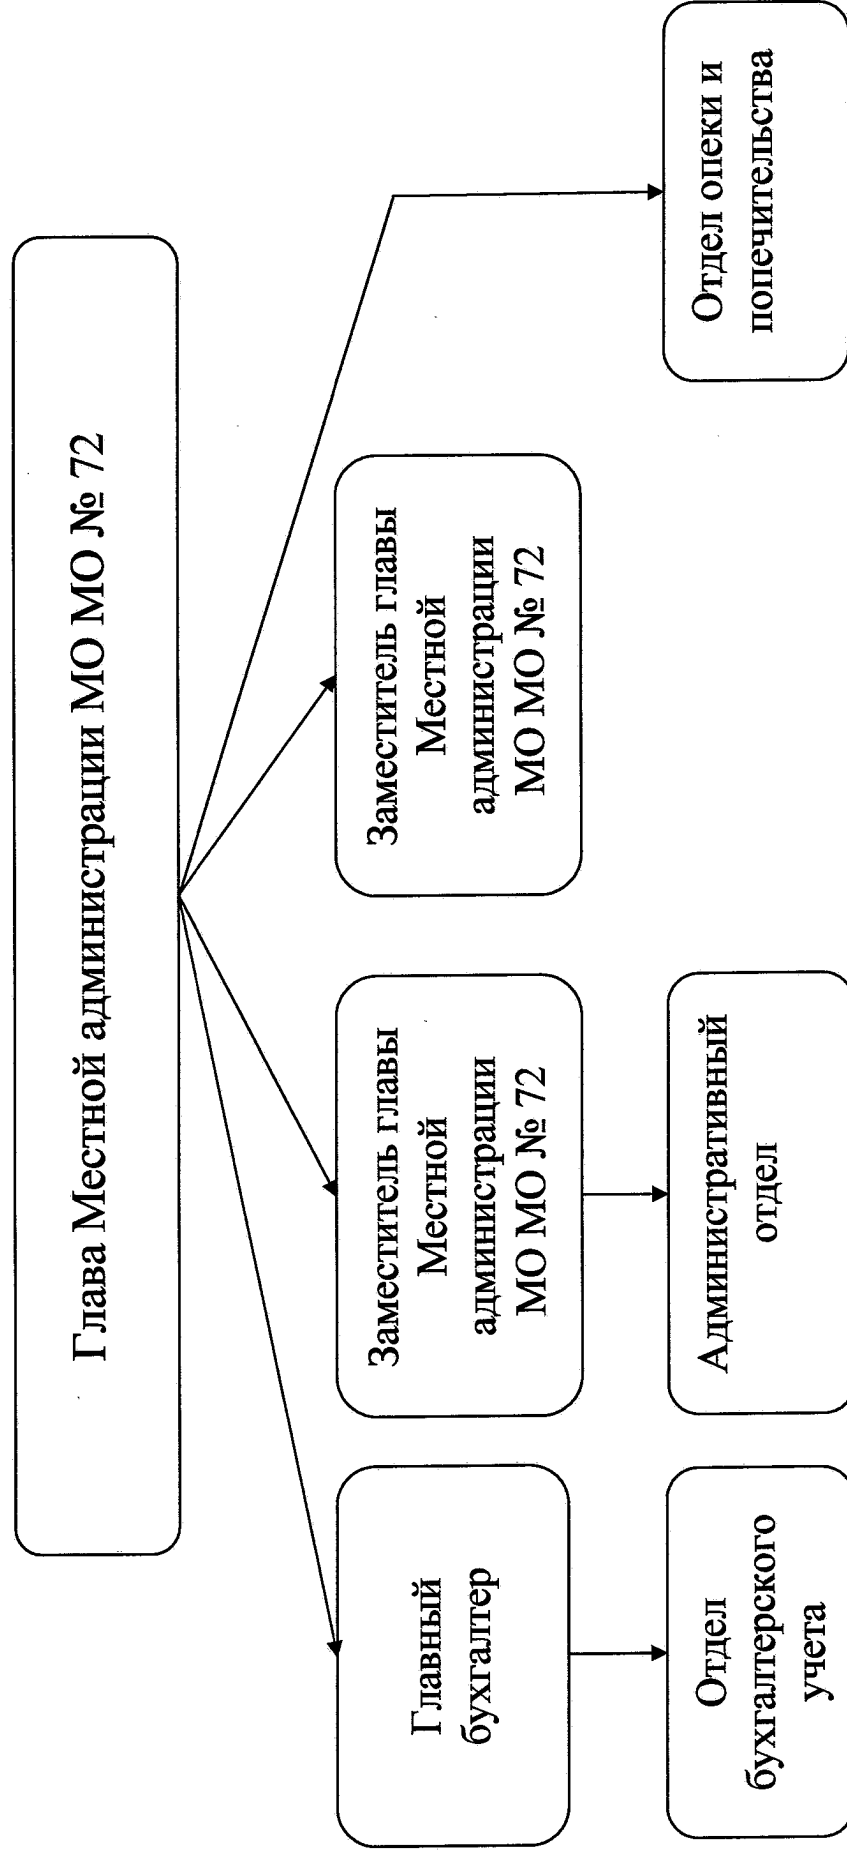 Глава Местной администрации МО МО № 72
Главный
бухгалтер
Заместитель главы
Местной
администрации
МО МО № 72
Заместитель главы
Местной
администрации
МО МО № 72
Отдел
бухгалтерского
учета
Административный
отдел
Отдел опеки и
попечительства